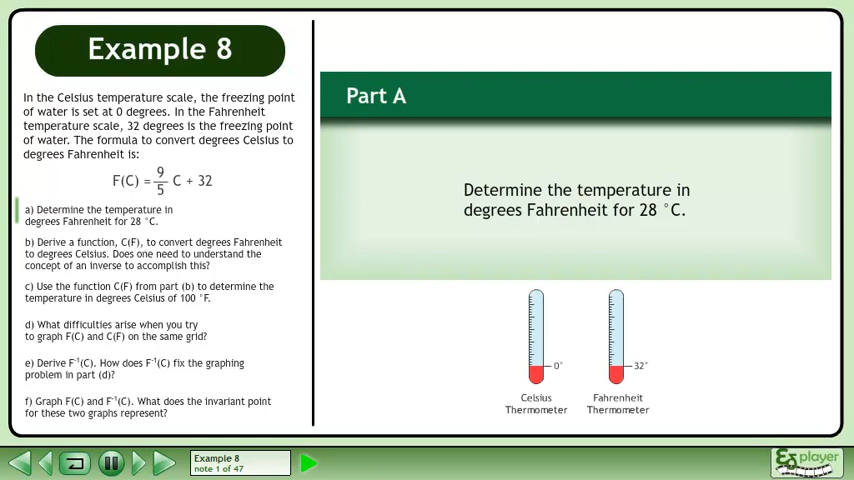 Example 8
In the Celsius temperature scale, the freezing point
of water is set at 0 degrees. In the Fahrenheit
temperature scale, 32 degrees is the freezing point
of water. The formula to convert degrees Celsius to
degrees Fahrenheit is:
F(C) = 9/5 C + 32
a) Determine the temperature in
degrees Fahrenheit for 28 °C.
b) Derive a function, C(F), to convert degrees Fahrenheit
to degrees Celsius. Does one need to understand the
concept of an inverse to accomplish this?
c) Use the function C(F) from part (b) to determine the
temperature in degrees Celsius of 100 °F.
d) What difficulties arise when you try
to graph F(C) and C(F) on the same grid?
e) Derive F⁻¹(C). How does F⁻¹(C) fix the graphing
problem in part (d)?
f) Graph F(C) and F⁻¹(C). What does the invariant point
for these two graphs represent?
Part A
Determine the temperature in
degrees Fahrenheit for 28 °C.
0°
32°
Celsius
Thermometer
Fahrenheit
Thermometer
Example 8
note 1 of 47
player